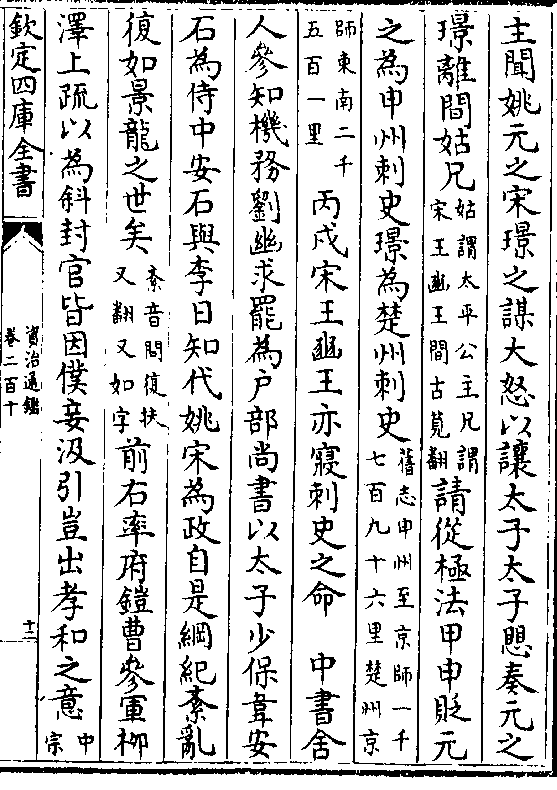 主聞姚元之宋璟之謀大怒以讓太子太子懼奏元之
璟離間姑兄姑謂太平公主兄謂宋王豳王間古莧翻請從極法甲申貶元
之為申州刺史璟為楚州刺史舊志申州至京師一千七百九十六里楚州京
師東南二千五百一里丙戌宋王豳王亦寢刺史之命　中書舍
人參知機務劉幽求罷為户部尚書以太子少保韋安
石為侍中安石與李日知代姚宋為政自是綱紀紊亂
復如景龍之世矣紊音問復扶又翻又如字前右率府鎧曹參軍柳
澤上疏以為斜封官皆因僕妾汲引豈出孝和之意中宗
欽定四庫全書
資治通鑑
卷二百十
十二